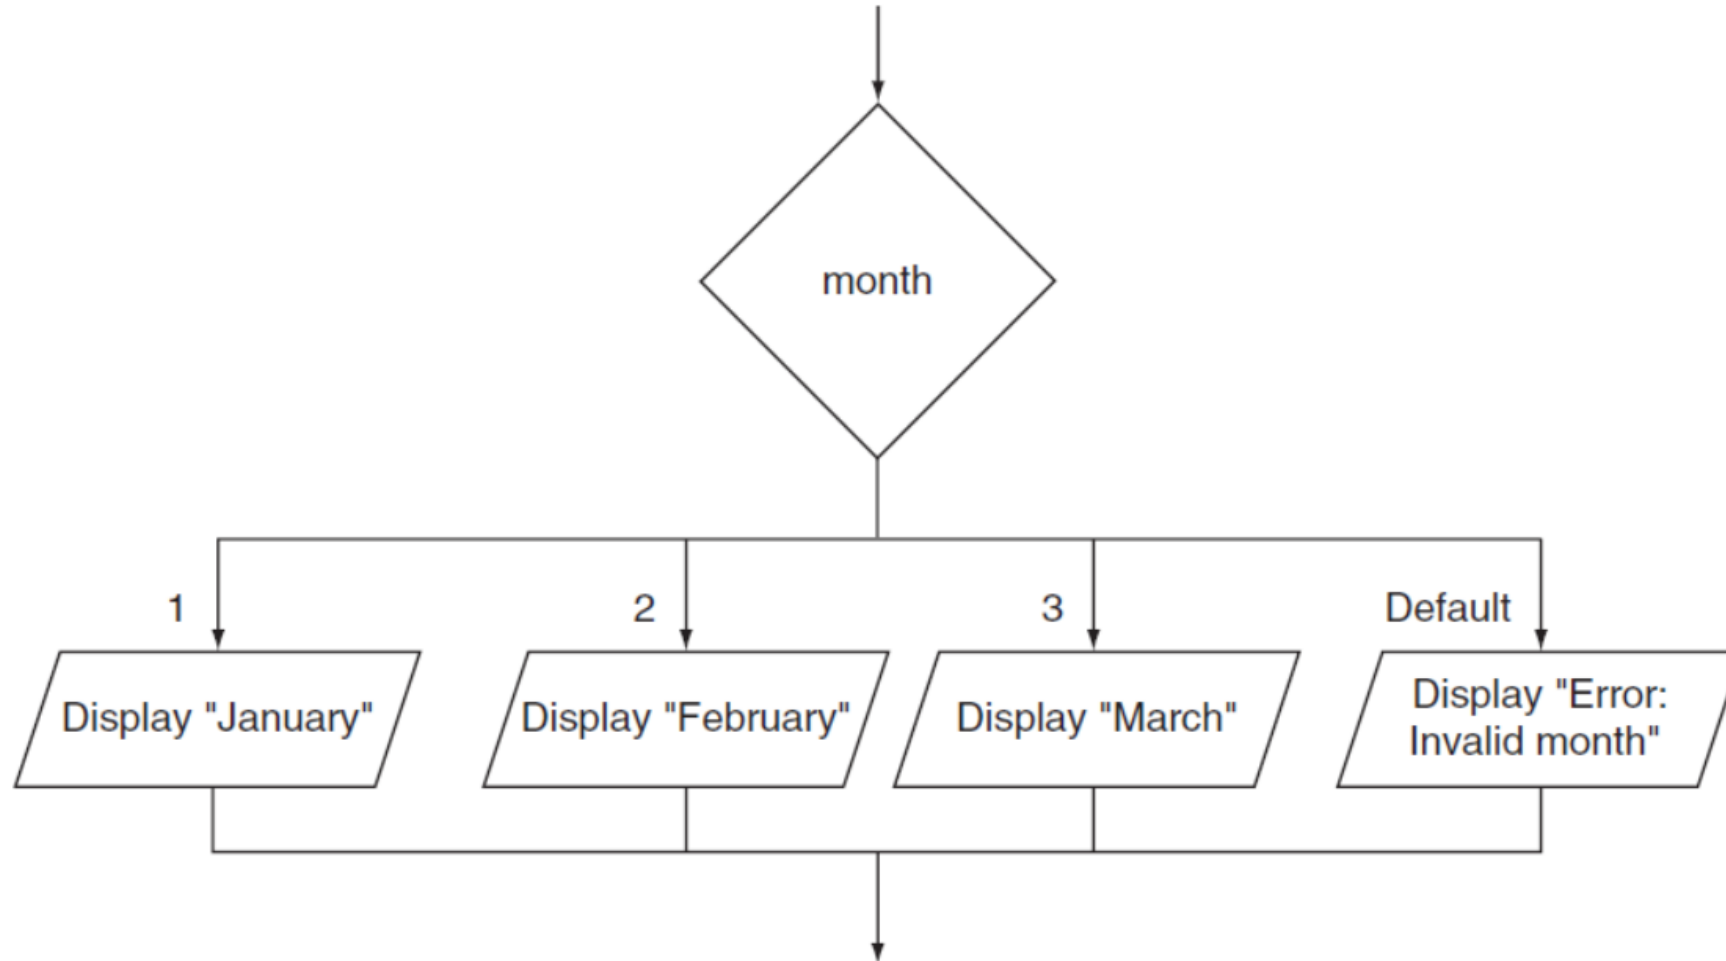 month
1
2
3
Default
Display "January"
Display "February"
Display "March"
Display "Error:
Invalid month"